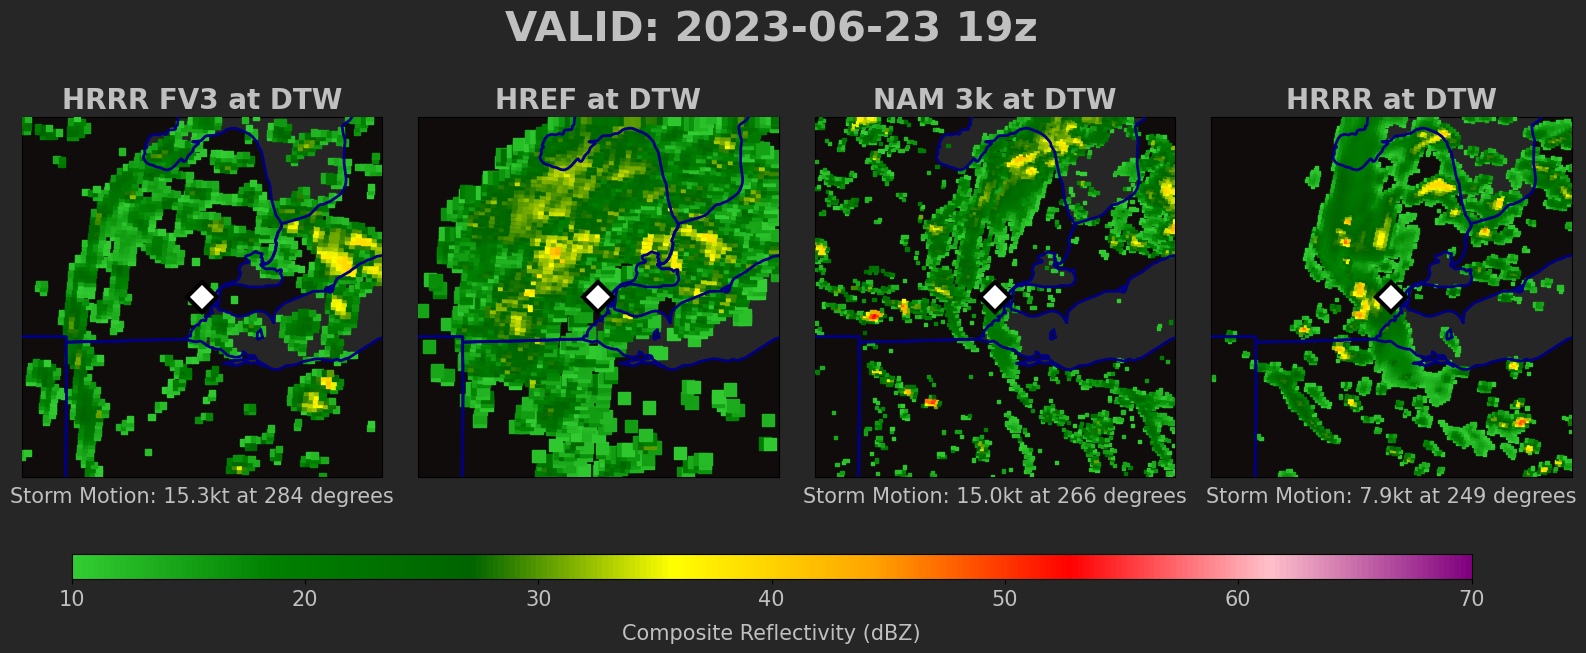 VALID: 2023-06-23 19z
HRRR FV3 at DTW
HREF at DTW
NAM 3k at DTW
HRRR at DTW
Storm Motion: 15.3kt at 284 degrees
Storm Motion: 15.0kt at 266 degrees
Storm Motion: 7.9kt at 249 degrees
10 20 30 40 50 60 70
Composite Reflectivity (dBZ)